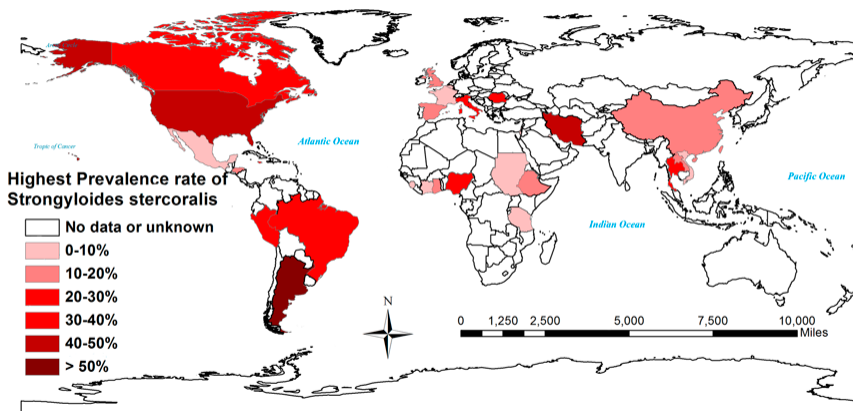 Tropic of Cancer
Atlantic Ocean
Pacific Ocean
Indian Ocean
Highest Prevalence rate of
Strongyloides stercoralis
No data or unknown
0-10%
10-20%
20-30%
30-40%
40-50%
> 50%
N
0 1,250 2,500 5,000 7,500 10,000
Miles